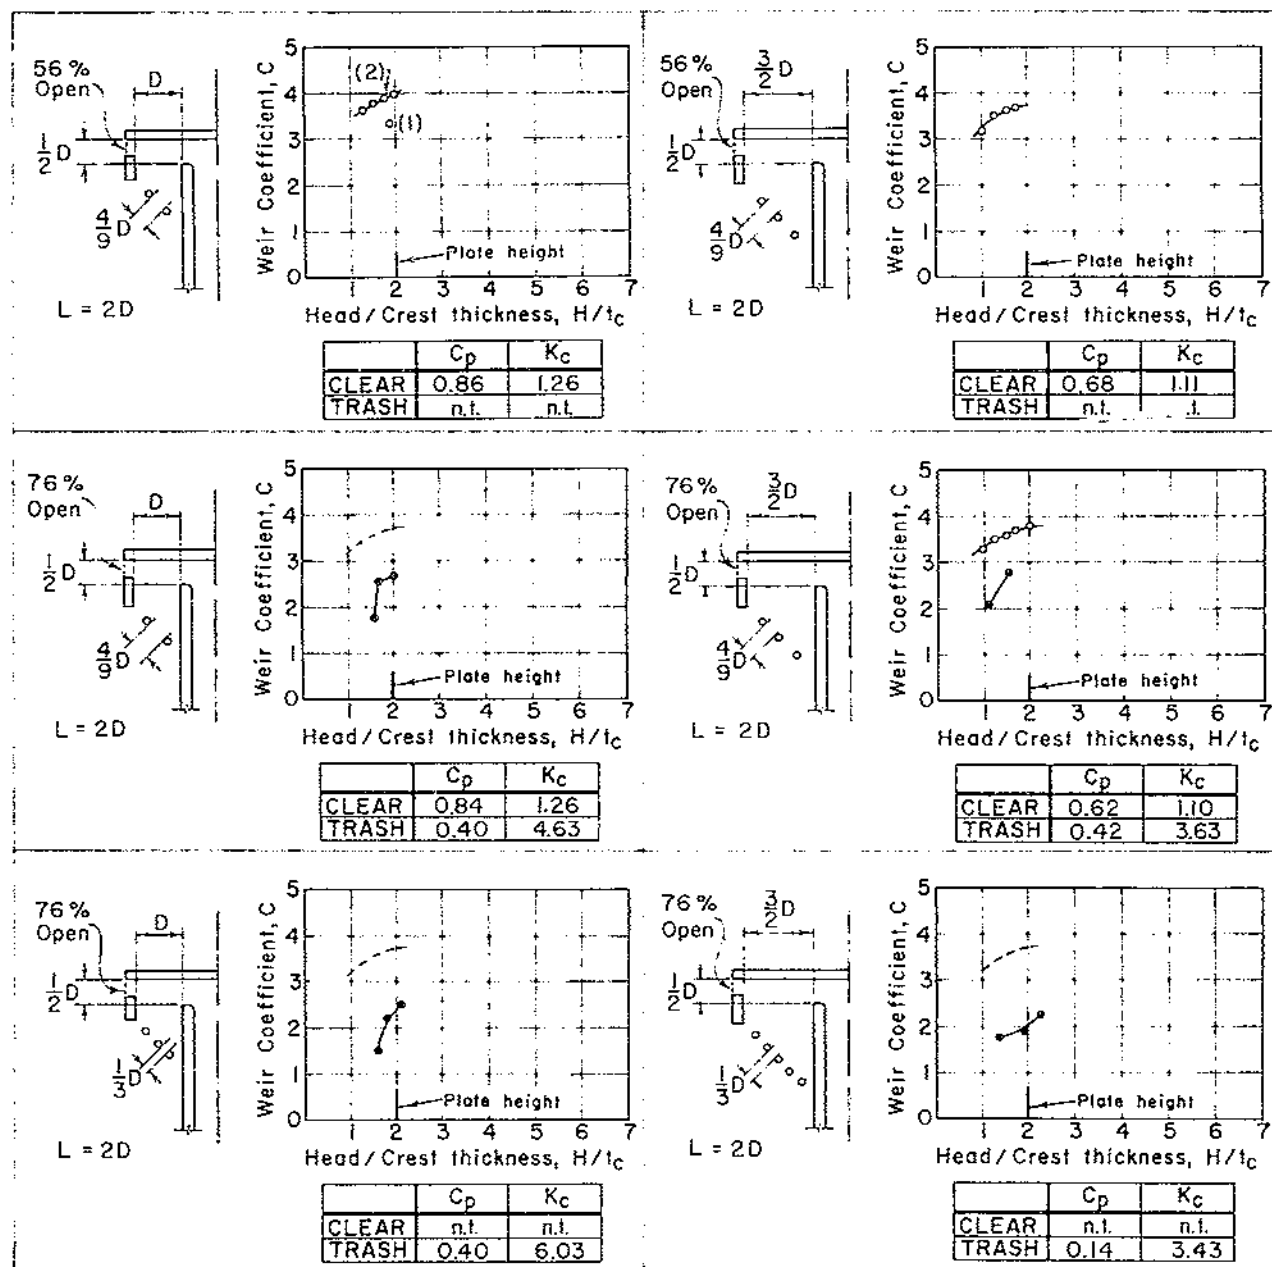 56 %
Open
D
1/2 D
4/9 D
L = 2D
Weir Coefficient, C
5
4
3
2
1
0
(2)
(1)
Plate height
1 2 3 4 5 6 7
Head / Crest thickness, H/tc
Cp Kc
CLEAR 0.86 1.26
TRASH n.t. n.t.
56 %
Open
3/2 D
1/2 D
4/9 D
L = 2D
Weir Coefficient, C
5
4
3
2
1
0
Plate height
1 2 3 4 5 6 7
Head / Crest thickness, H/tc
Cp Kc
CLEAR 0.68 1.11
TRASH n.t. .t.
76 %
Open
D
1/2 D
4/9 D
L = 2D
Weir Coefficient, C
5
4
3
2
1
0
Plate height
1 2 3 4 5 6 7
Head / Crest thickness, H/tc
Cp Kc
CLEAR 0.84 1.26
TRASH 0.40 4.63
76 %
Open
3/2 D
1/2 D
4/9 D
L = 2D
Weir Coefficient, C
5
4
3
2
1
0
Plate height
1 2 3 4 5 6 7
Head / Crest thickness, H/tc
Cp Kc
CLEAR 0.62 1.10
TRASH 0.42 3.63
76 %
Open
D
1/2 D
1/3 D
L = 2D
Weir Coefficient, C
5
4
3
2
1
0
Plate height
1 2 3 4 5 6 7
Head / Crest thickness, H/tc
Cp Kc
CLEAR n.t. n.t.
TRASH 0.40 6.03
76 %
Open
3/2 D
1/2 D
1/3 D
L = 2D
Weir Coefficient, C
5
4
3
2
1
0
Plate height
1 2 3 4 5 6 7
Head / Crest thickness, H/tc
Cp Kc
CLEAR n.t. n.t.
TRASH 0.14 3.43